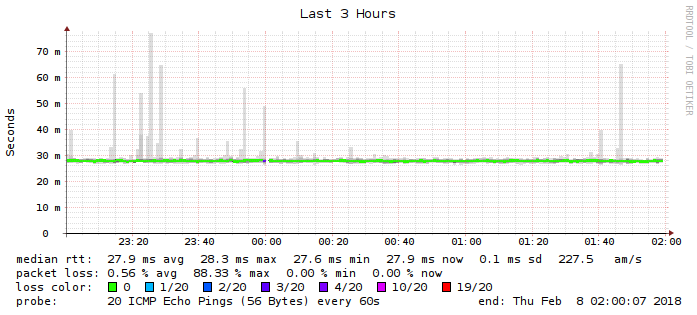 Last 3 Hours
RRDTOOL / TOBI OETIKER
Seconds
70 m
60 m
50 m
40 m
30 m
20 m
10 m
0
23:20 23:40 00:00 00:20 00:40 01:00 01:20 01:40 02:00
median rtt: 27.9 ms avg 28.3 ms max 27.6 ms min 27.9 ms now 0.1 ms sd 227.5 am/s
packet loss: 0.56 % avg 88.33 % max 0.00 % min 0.00 % now
loss color: 0 1/20 2/20 3/20 4/20 10/20 19/20
probe: 20 ICMP Echo Pings (56 Bytes) every 60s end: Thu Feb 8 02:00:07 2018